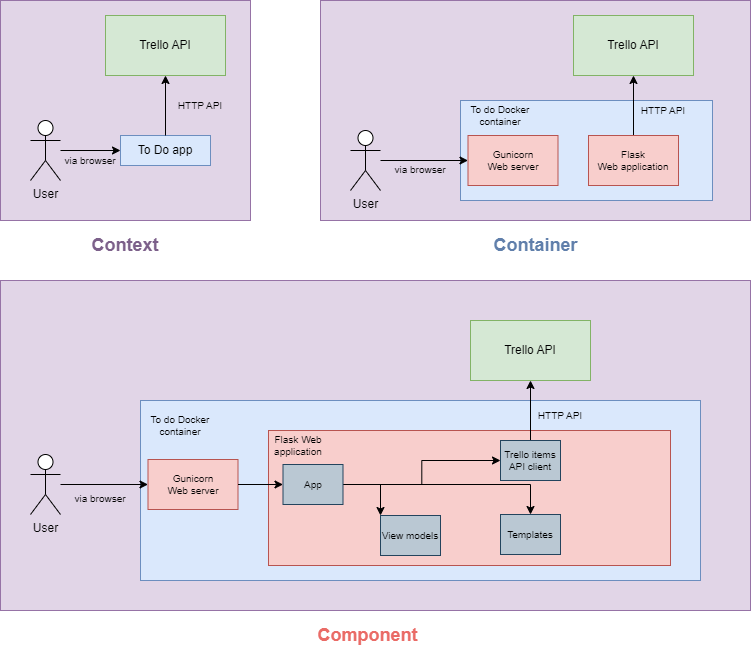 Trello API
HTTP API
To Do app
via browser
User
Context
Trello API
To do Docker
container
HTTP API
Gunicorn
Web server
Flask
Web application
via browser
User
Container
Trello API
HTTP API
To do Docker
container
Flask Web
application
Trello items
API client
Gunicorn
Web server
App
via browser
User
View models
Templates
Component